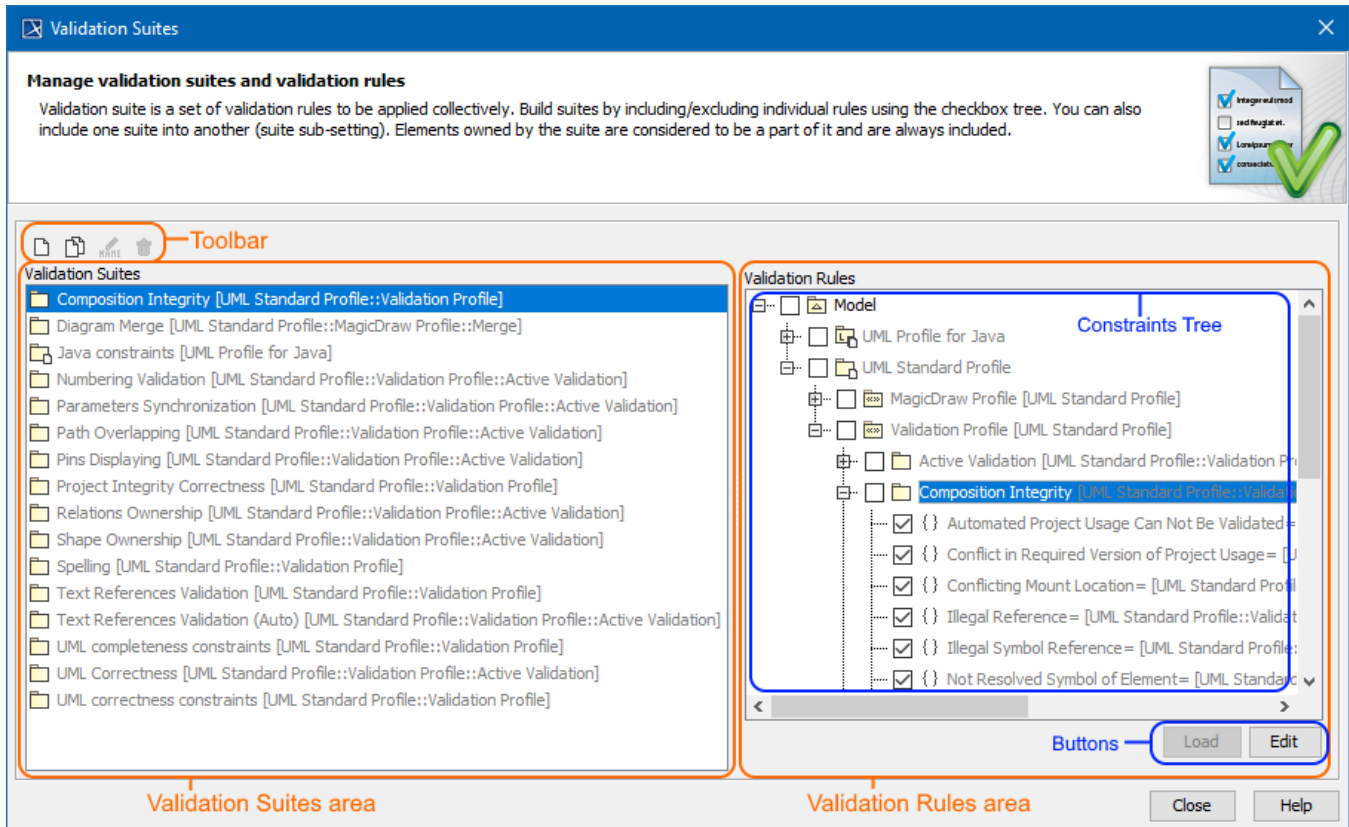 Validation Suites
Manage validation suites and validation rules
Validation suite is a set of validation rules to be applied collectively. Build suites by including/excluding individual rules using the checkbox tree. You can also
include one suite into another (suite sub-setting). Elements owned by the suite are considered to be a part of it and are always included.
Toolbar
NAME
Validation Suites
Composition Integrity [UML Standard Profile::Validation Profile]
Diagram Merge [UML Standard Profile::MagicDraw Profile::Merge]
Java constraints [UML Profile for Java]
Numbering Validation [UML Standard Profile::Validation Profile::Active Validation]
Parameters Synchronization [UML Standard Profile::Validation Profile::Active Validation]
Path Overlapping [UML Standard Profile::Validation Profile::Active Validation]
Pins Displaying [UML Standard Profile::Validation Profile::Active Validation]
Project Integrity Correctness [UML Standard Profile::Validation Profile]
Relations Ownership [UML Standard Profile::Validation Profile::Active Validation]
Shape Ownership [UML Standard Profile::Validation Profile::Active Validation]
Spelling [UML Standard Profile::Validation Profile]
Text References Validation [UML Standard Profile::Validation Profile]
Text References Validation (Auto) [UML Standard Profile::Validation Profile::Active Validation]
UML completeness constraints [UML Standard Profile::Validation Profile]
UML Correctness [UML Standard Profile::Validation Profile::Active Validation]
UML correctness constraints [UML Standard Profile::Validation Profile]
Validation Suites area
Validation Rules
Model
Constraints Tree
UML Profile for Java
UML Standard Profile
«» MagicDraw Profile [UML Standard Profile]
«» Validation Profile [UML Standard Profile]
Active Validation [UML Standard Profile::Validation Pr
Composition Integrity [UML Standard Profile::Validati
{ } Automated Project Usage Can Not Be Validated=
{ } Conflict in Required Version of Project Usage= [U
{ } Conflicting Mount Location= [UML Standard Profil
{ } Illegal Reference= [UML Standard Profile::Validat
{ } Illegal Symbol Reference= [UML Standard Profile:
{ } Not Resolved Symbol of Element= [UML Standard
Buttons
Load
Edit
Validation Rules area
Close
Help